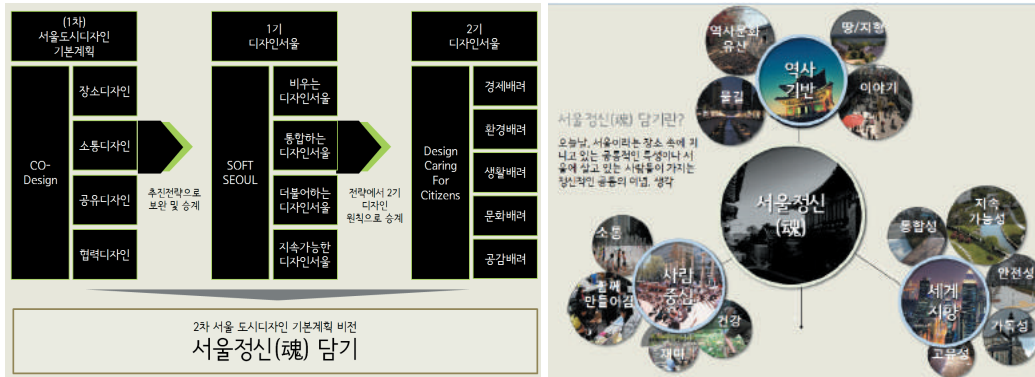 (1차)
서울도시디자인
기본계획
1기
디자인서울
2기
디자인서울
CO-
Design
장소디자인
소통디자인
공유디자인
협력디자인
추진전략으로
보완 및 승계
SOFT
SEOUL
비우는
디자인서울
통합하는
디자인서울
더불어하는
디자인서울
지속가능한
디자인서울
전략에서 2기
디자인
원칙으로 승계
Design
Caring
For
Citizens
경제배려
환경배려
생활배려
문화배려
공감배려
2차 서울 도시디자인 기본계획 비전
서울정신(魂) 담기
역사문화
유산
땅/지형
역사
기반
물길
이야기
서울정신(魂) 담기란?
오늘날, 서울이라는 장소 속에 지
니고 있는 공통적인 특성이나 서
울에 살고 있는 사람들이 가지는
정신적인 공통의 이념, 생각
서울정신
(魂)
소통
사람
중심
함께
만들어감
재미
건강
통합성
지속
가능성
안전성
세계
지향
가독성
고유성